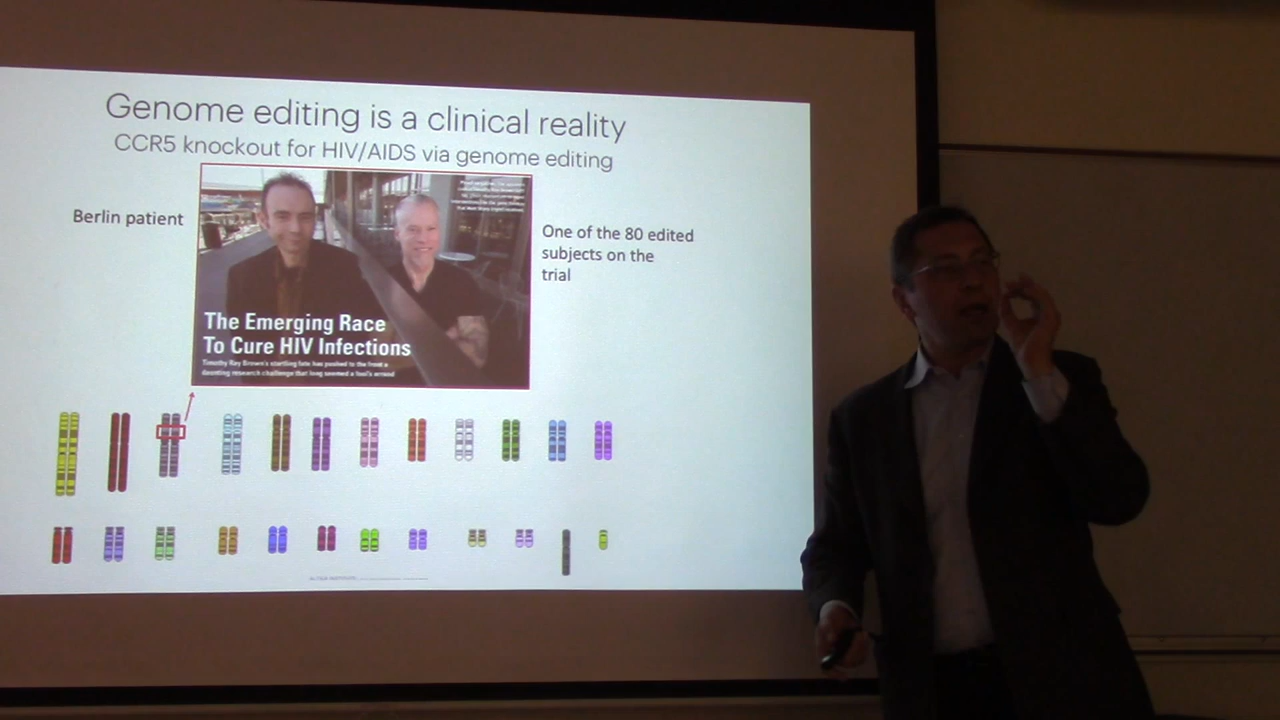 Genome editing is a clinical reality
CCR5 knockout for HIV/AIDS via genome editing
Berlin patient
One of the 80 edited
subjects on the
trial
The Emerging Race
To Cure HIV Infections
Timothy Ray Brown's startling fate has pushed to the front a
daunting research challenge that long seemed a fool's errand
ALTIUS INSTITUTE